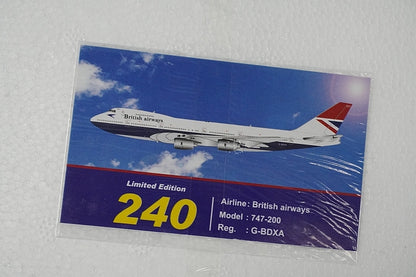 British airways
Limited Edition
240
Airline : British airways
Model : 747-200
Reg. : G-BDXA